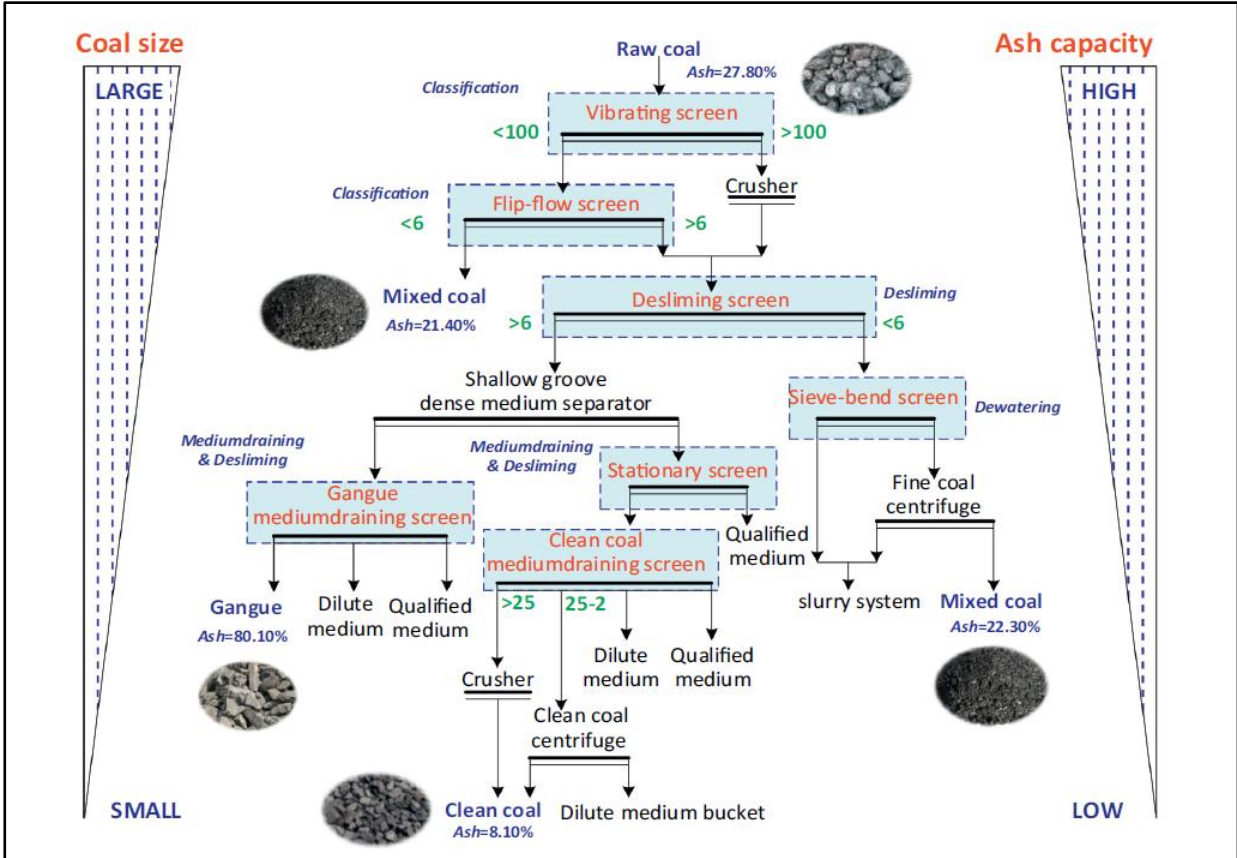 Coal size
Ash capacity
LARGE
HIGH
Raw coal
Ash=27.80%
Classification
Vibrating screen
<100
>100
Crusher
Classification
Flip-flow screen
<6
>6
Mixed coal
Ash=21.40%
Desliming screen
Desliming
>6
<6
Shallow groove
dense medium separator
Sieve-bend screen
Dewatering
Mediumdraining
& Desliming
Mediumdraining
& Desliming
Stationary screen
Gangue
mediumdraining screen
Fine coal
centrifuge
Clean coal
mediumdraining screen
Qualified
medium
Gangue
Ash=80.10%
Dilute
medium
Qualified
medium
>25
25-2
slurry system
Mixed coal
Ash=22.30%
Crusher
Dilute
medium
Qualified
medium
Clean coal
centrifuge
SMALL
Clean coal
Ash=8.10%
Dilute medium bucket
LOW